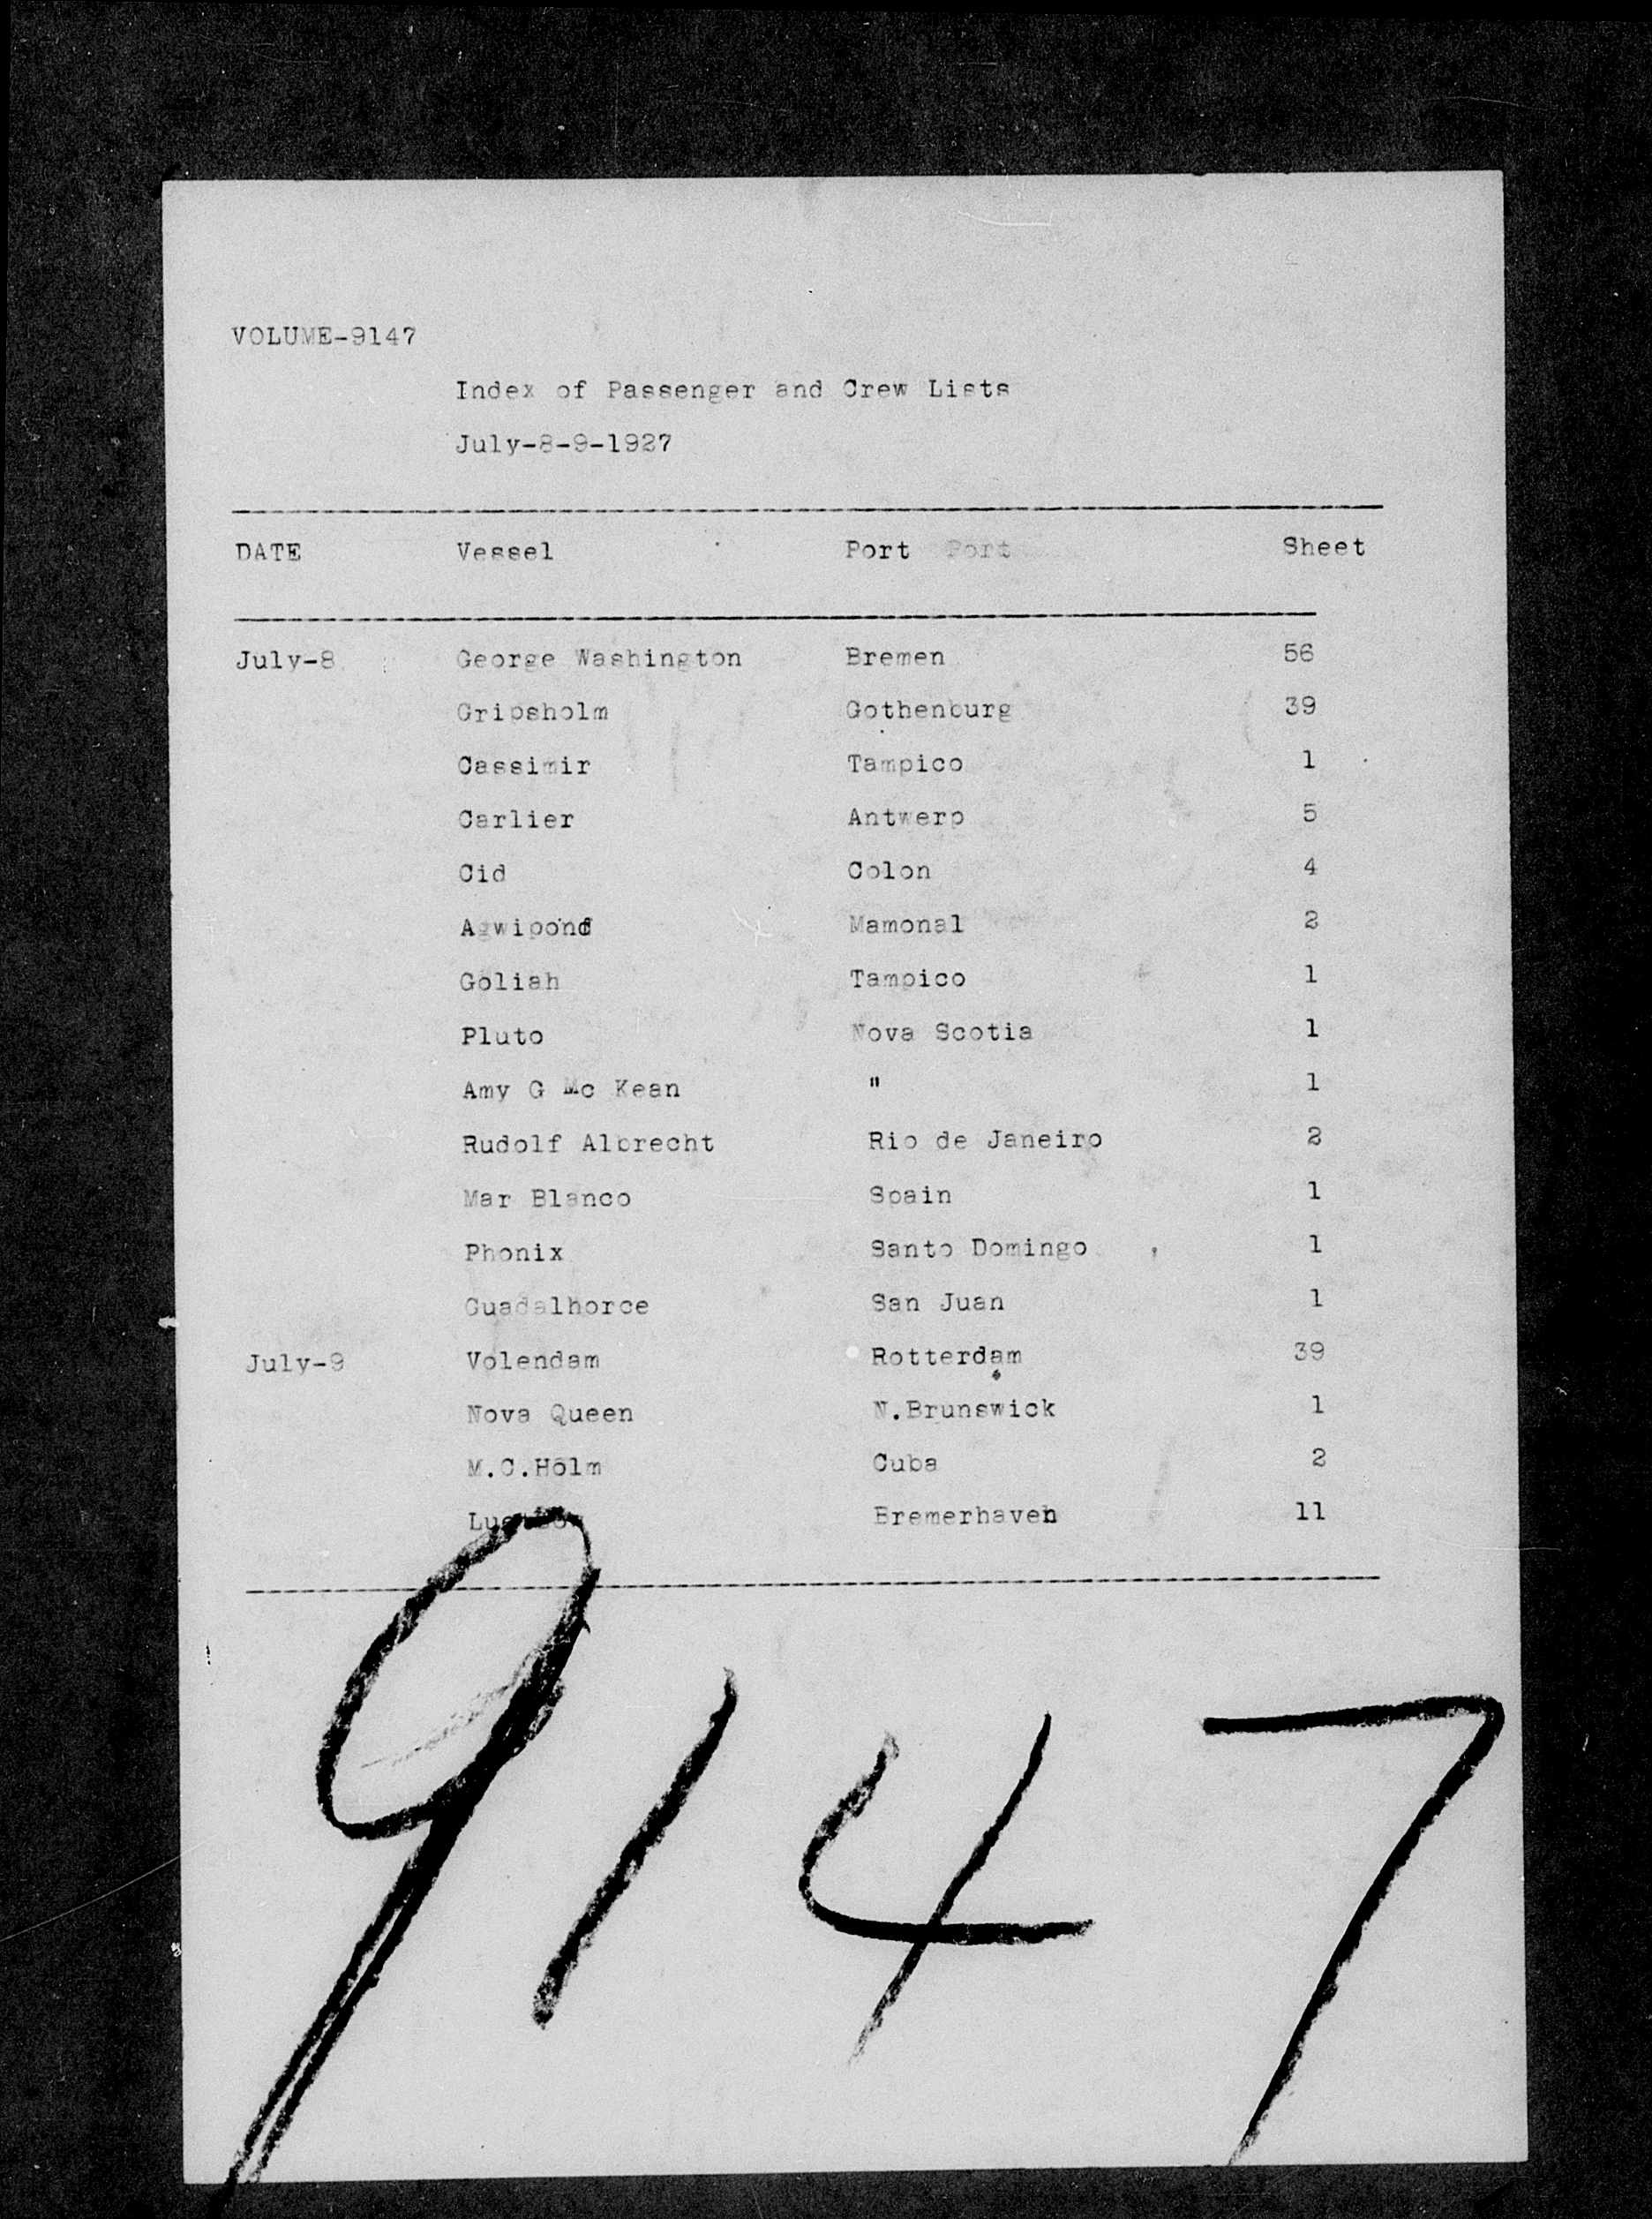 VOLUME-9147
Index of Passenger and Crew Lists
July-8-9-1927
DATE Vessel Port Port Sheet
July-8 George Washington Bremen 56
Gripsholm Gothenburg 39
Cassimir Tampico 1
Carlier Antwerp 5
Cid Colon 4
Agwipond Mamonal 2
Goliah Tampico 1
Pluto Nova Scotia 1
Amy G Mc Kean " 1
Rudolf Albrecht Rio de Janeiro 2
Mar Blanco Spain 1
Phonix Santo Domingo 1
Guadalhorce San Juan 1
July-9 Volendam Rotterdam 39
Nova Queen N.Brunswick 1
M.C.Holm Cuba 2
Bremerhaven 11
9147